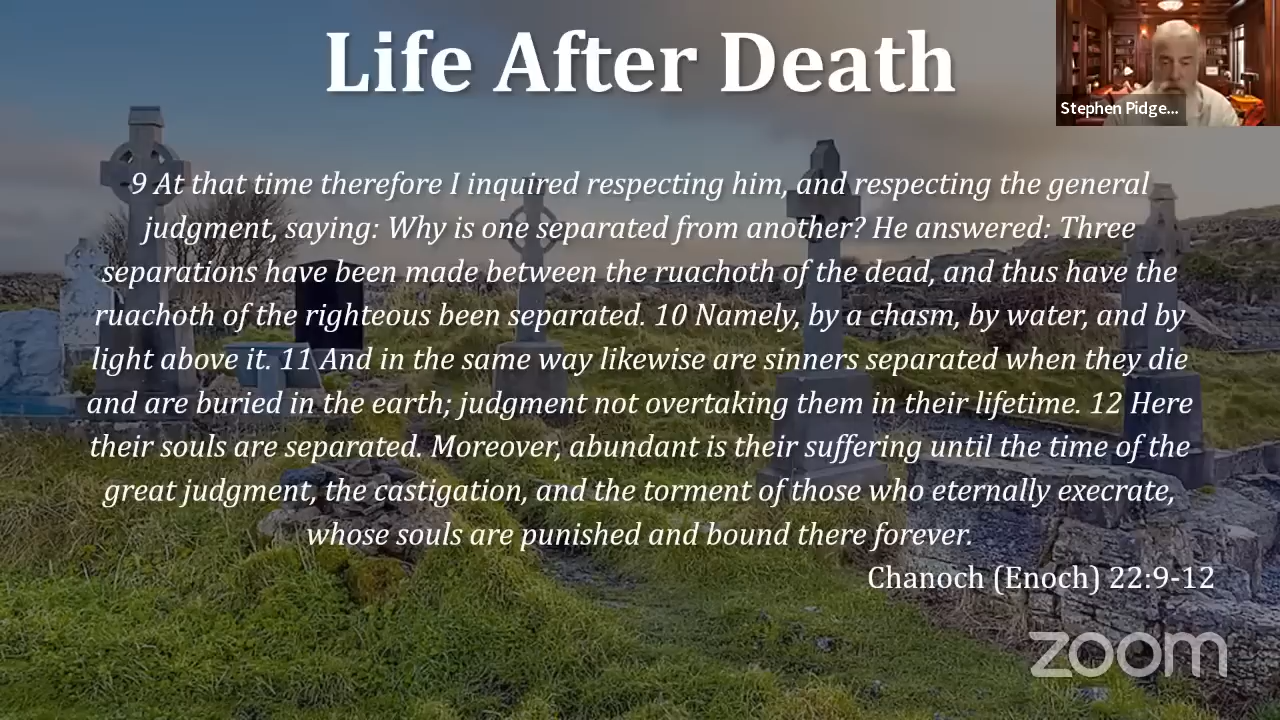 Life After Death
Stephen Pidge...
9 At that time therefore I inquired respecting him, and respecting the general
judgment, saying: Why is one separated from another? He answered: Three
separations have been made between the ruachoth of the dead, and thus have the
ruachoth of the righteous been separated. 10 Namely, by a chasm, by water, and by
light above it. 11 And in the same way likewise are sinners separated when they die
and are buried in the earth; judgment not overtaking them in their lifetime. 12 Here
their souls are separated. Moreover, abundant is their suffering until the time of the
great judgment, the castigation, and the torment of those who eternally execrate,
whose souls are punished and bound there forever.
Chanoch (Enoch) 22:9-12
zoom